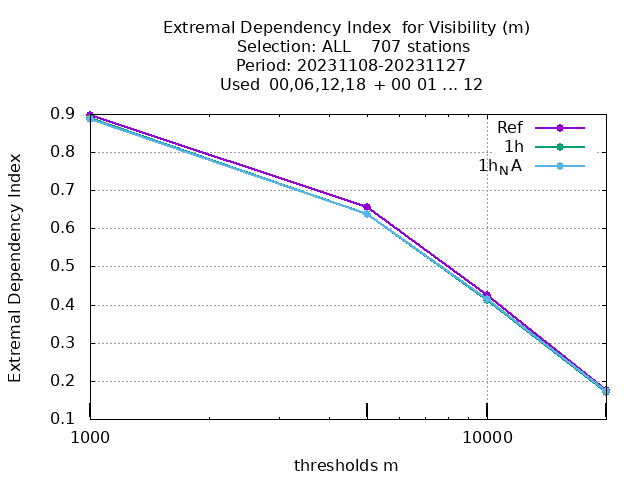 Extremal Dependency Index  for Visibility (m)
Selection: ALL    707 stations
Period: 20231108-20231127
Used  00,06,12,18  + 00 01 ... 12
0.9
0.8
0.7
0.6
0.5
0.4
0.3
0.2
0.1
Extremal Dependency Index
Ref
1h
1hNA
1000
10000
thresholds m